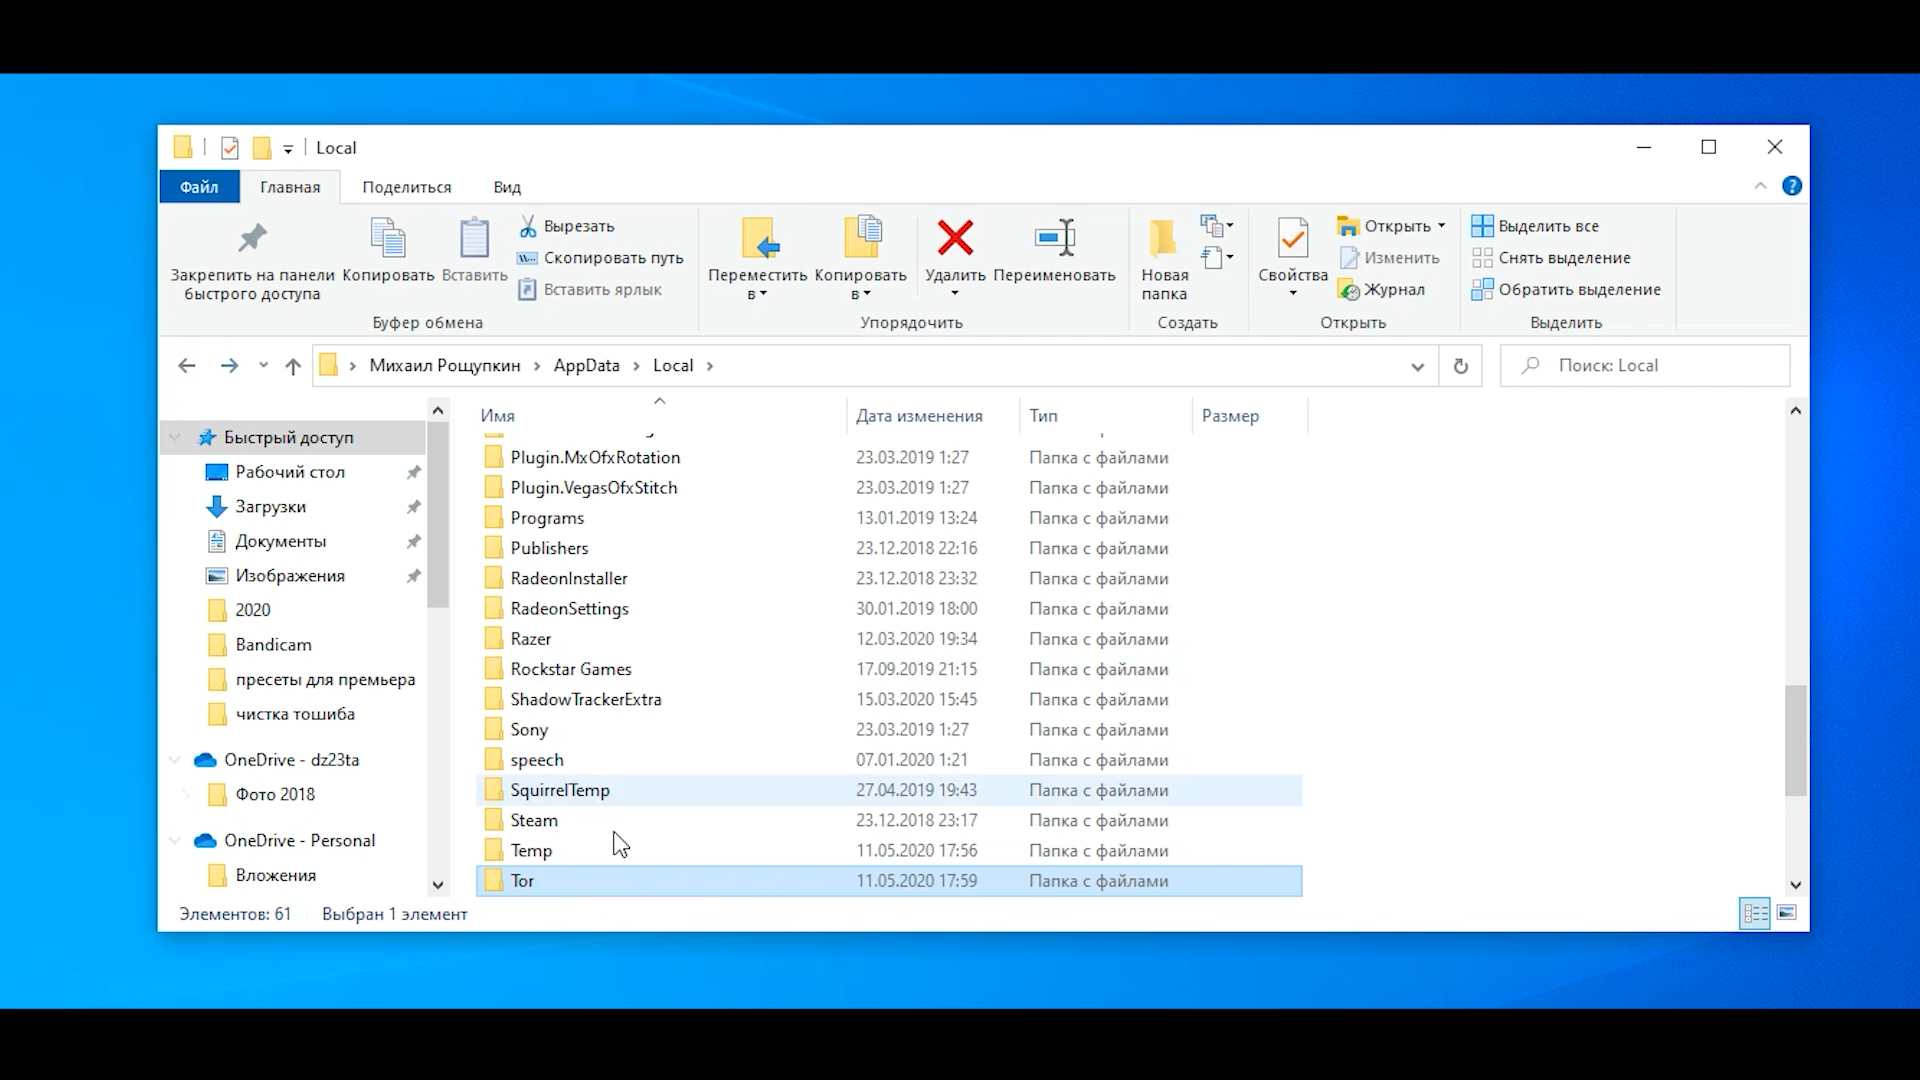 Local
Файл Главная Поделиться Вид
Закрепить на панели быстрого доступа
Копировать
Вставить
Вырезать
Скопировать путь
Вставить ярлык
Буфер обмена
Переместить в
Копировать в
Удалить
Переименовать
Упорядочить
Новая папка
Создать
Свойства
Открыть
Изменить
Журнал
Открыть
Выделить все
Снять выделение
Обратить выделение
Выделить
Михаил Рощупкин > AppData > Local >
Поиск: Local
Быстрый доступ
Рабочий стол
Загрузки
Документы
Изображения
2020
Bandicam
пресеты для премьера
чистка тошиба
OneDrive - dz23ta
Фото 2018
OneDrive - Personal
Вложения
Имя Дата изменения Тип Размер
Plugin.MxOfxRotation 23.03.2019 1:27 Папка с файлами
Plugin.VegasOfxStitch 23.03.2019 1:27 Папка с файлами
Programs 13.01.2019 13:24 Папка с файлами
Publishers 23.12.2018 22:16 Папка с файлами
RadeonInstaller 23.12.2018 23:32 Папка с файлами
RadeonSettings 30.01.2019 18:00 Папка с файлами
Razer 12.03.2020 19:34 Папка с файлами
Rockstar Games 17.09.2019 21:15 Папка с файлами
ShadowTrackerExtra 15.03.2020 15:45 Папка с файлами
Sony 23.03.2019 1:27 Папка с файлами
speech 07.01.2020 1:21 Папка с файлами
SquirrelTemp 27.04.2019 19:43 Папка с файлами
Steam 23.12.2018 23:17 Папка с файлами
Temp 11.05.2020 17:56 Папка с файлами
Tor 11.05.2020 17:59 Папка с файлами
Элементов: 61 Выбран 1 элемент